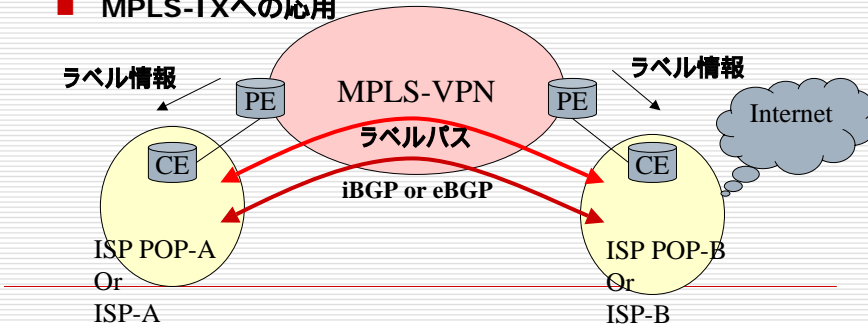 ■ MPLS-IXへの応用
ラベル情報
ラベル情報
PE
MPLS-VPN
PE
Internet
ラベルパス
CE
CE
iBGP or eBGP
ISP POP-A
Or
ISP-A
ISP POP-B
Or
ISP-B